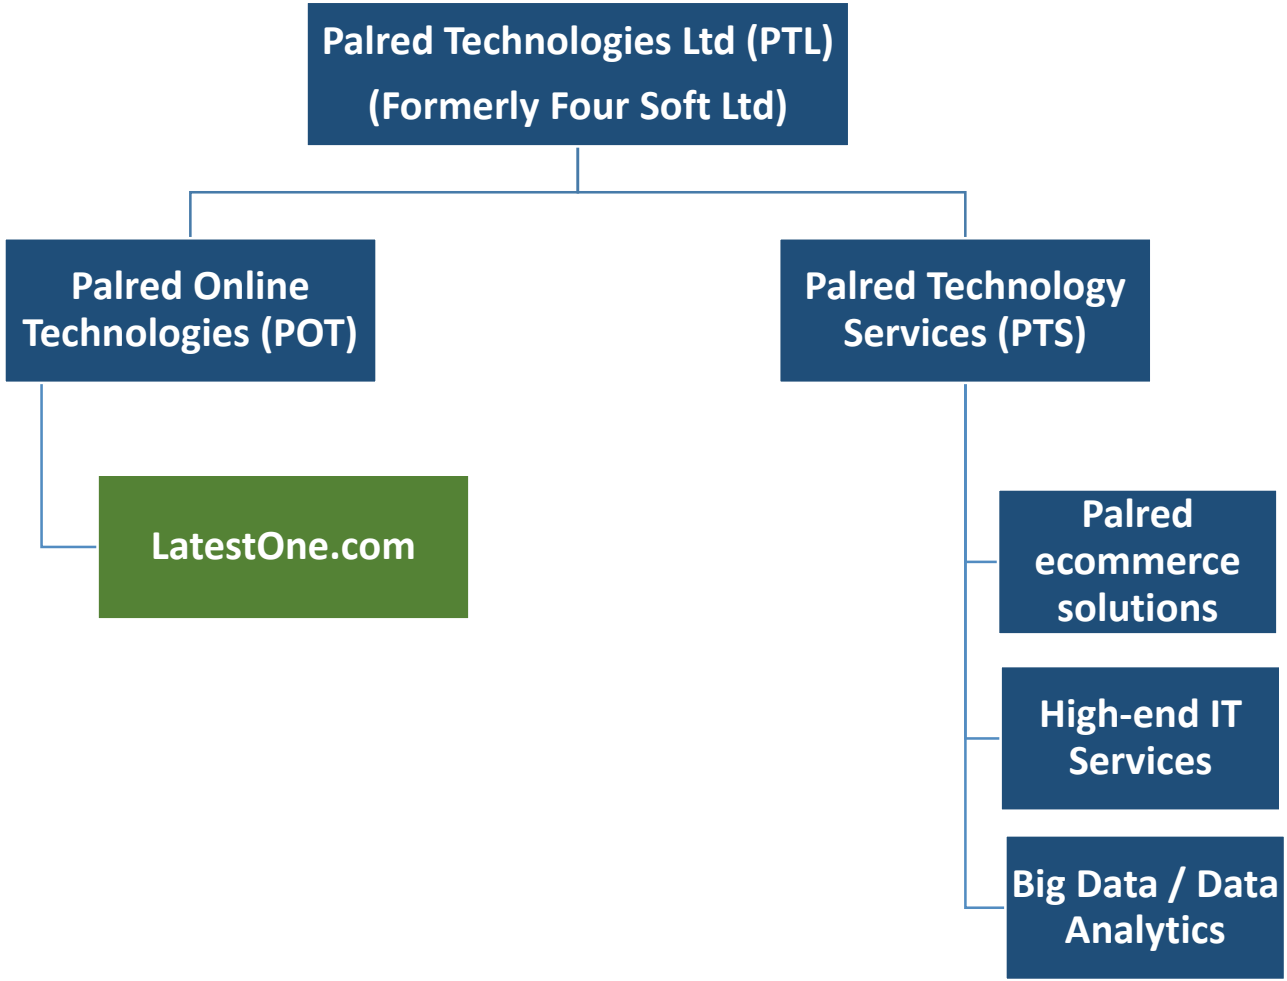 Palred Technologies Ltd (PTL)
(Formerly Four Soft Ltd)
Palred Online
Technologies (POT)
Palred Technology
Services (PTS)
LatestOne.com
Palred
ecommerce
solutions
High-end IT
Services
Big Data / Data
Analytics